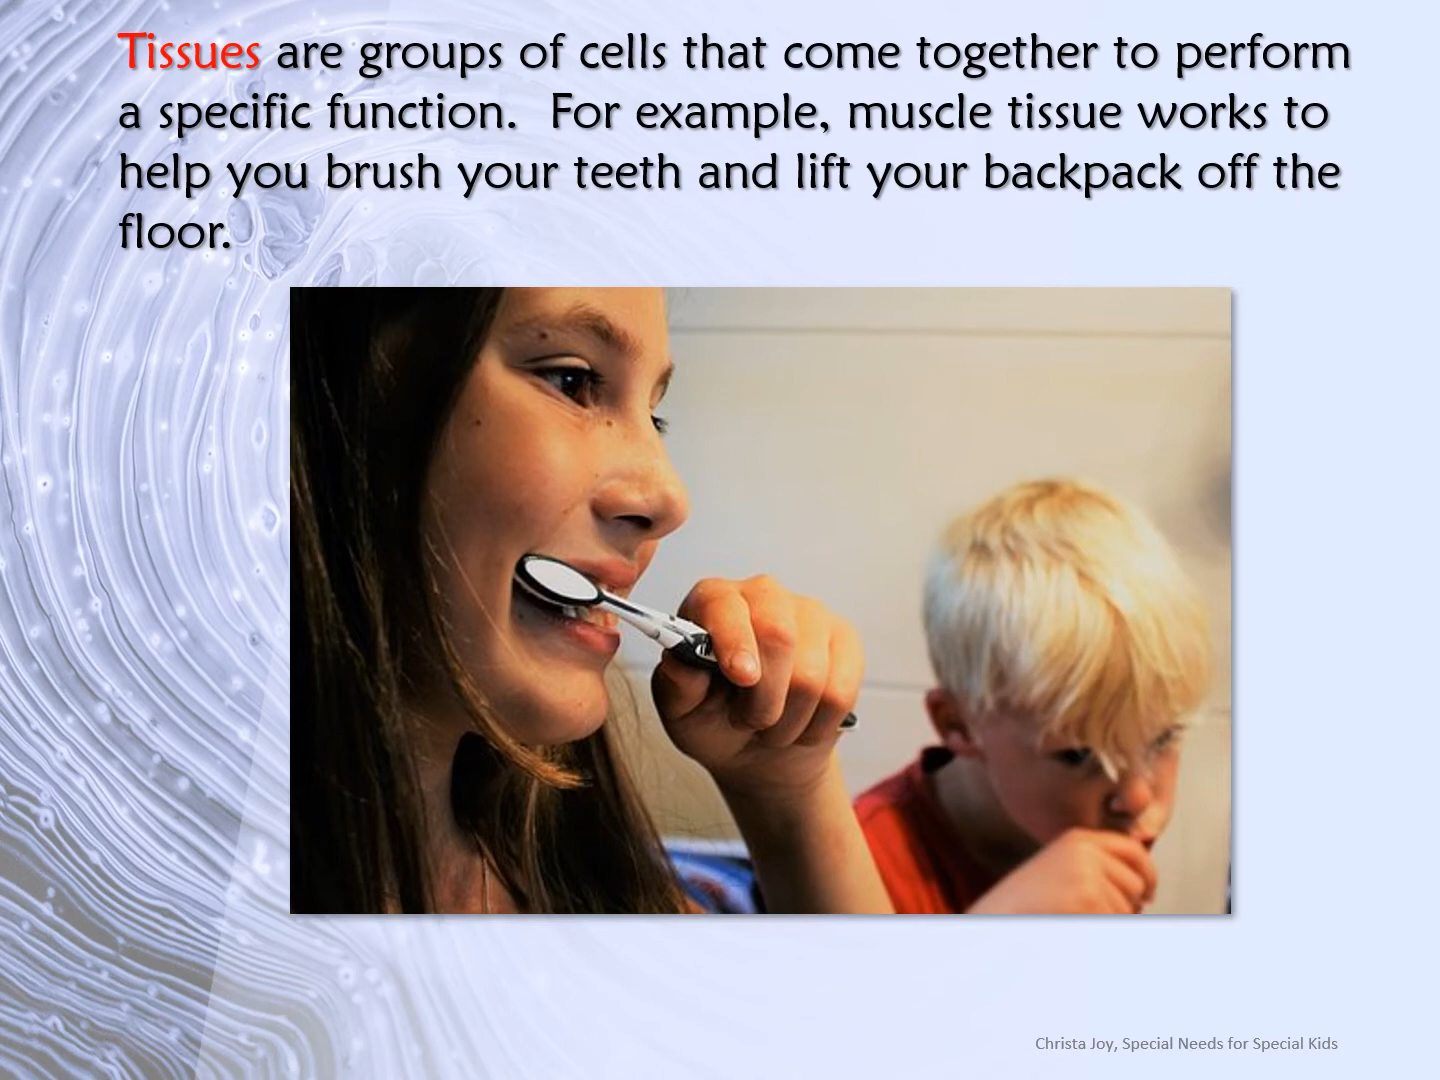 Tissues are groups of cells that come together to perform
a specific function.  For example, muscle tissue works to
help you brush your teeth and lift your backpack off the
floor.
Christa Joy, Special Needs for Special Kids